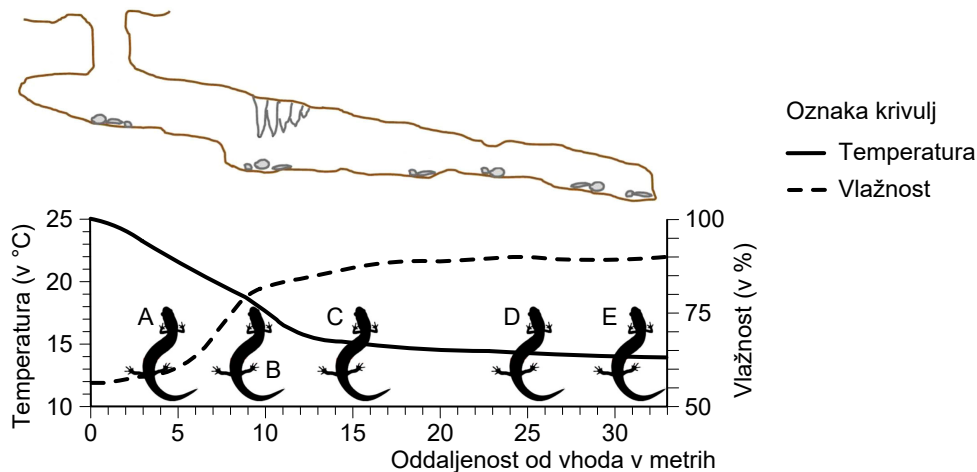 Oznaka krivulj
Temperatura
Vlažnost
Temperatura (v °C)
25
20
15
10
A
B
C
D
E
100
75
50
Vlažnost (v %)
0 5 10 15 20 25 30
Oddaljenost od vhoda v metrih